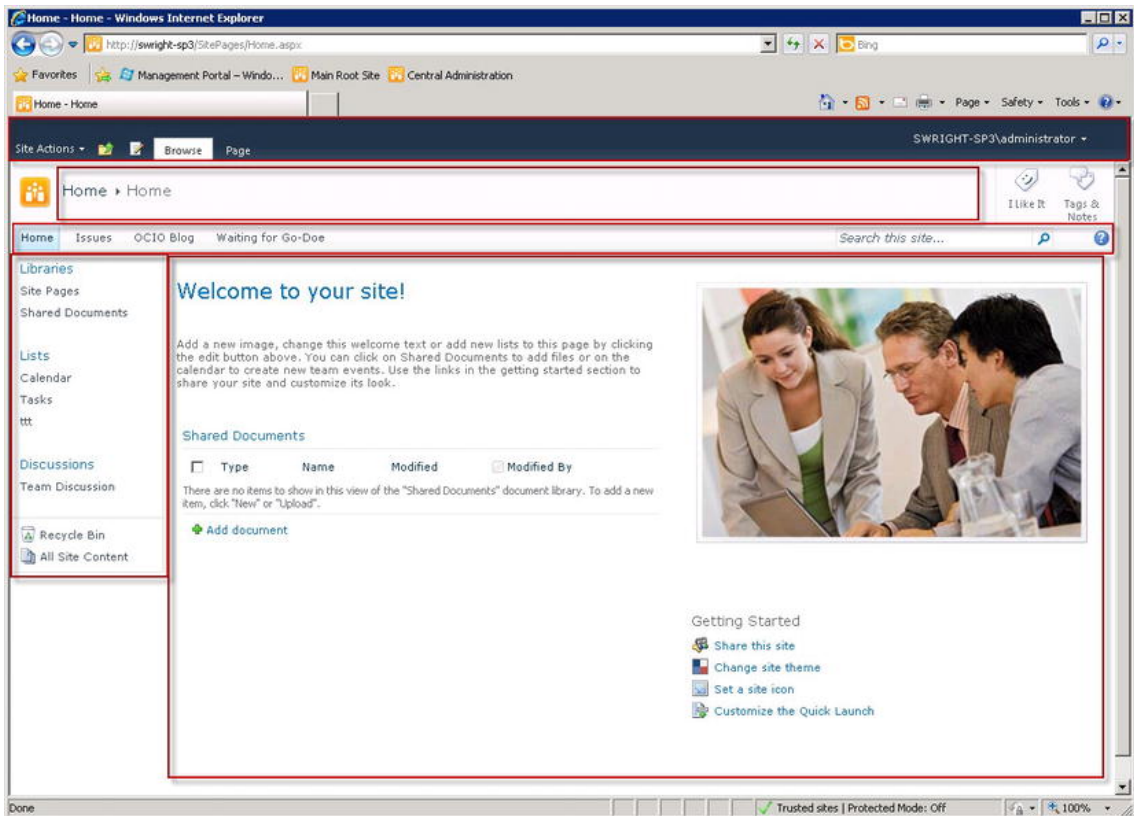 Home - Home - Windows Internet Explorer
http://swright-sp3/SitePages/Home.aspx
Bing
Favorites
Management Portal – Windo...
Main Root Site
Central Administration
Home - Home
Page
Safety
Tools
SWRIGHT-SP3\administrator
Site Actions
Browse
Page
Home
Home
I Like It
Tags & Notes
Home
Issues
OCIO Blog
Waiting for Go-Doe
Search this site...
Libraries
Site Pages
Shared Documents
Lists
Calendar
Tasks
ttt
Discussions
Team Discussion
Recycle Bin
All Site Content
Welcome to your site!
Add a new image, change this welcome text or add new lists to this page by clicking
the edit button above. You can click on Shared Documents to add files or on the
calendar to create new team events. Use the links in the getting started section to
share your site and customize its look.
Shared Documents
Type Name Modified Modified By
There are no items to show in this view of the "Shared Documents" document library. To add a new
item, click "New" or "Upload".
Add document
Getting Started
Share this site
Change site theme
Set a site icon
Customize the Quick Launch
Done
Trusted sites | Protected Mode: Off
100%